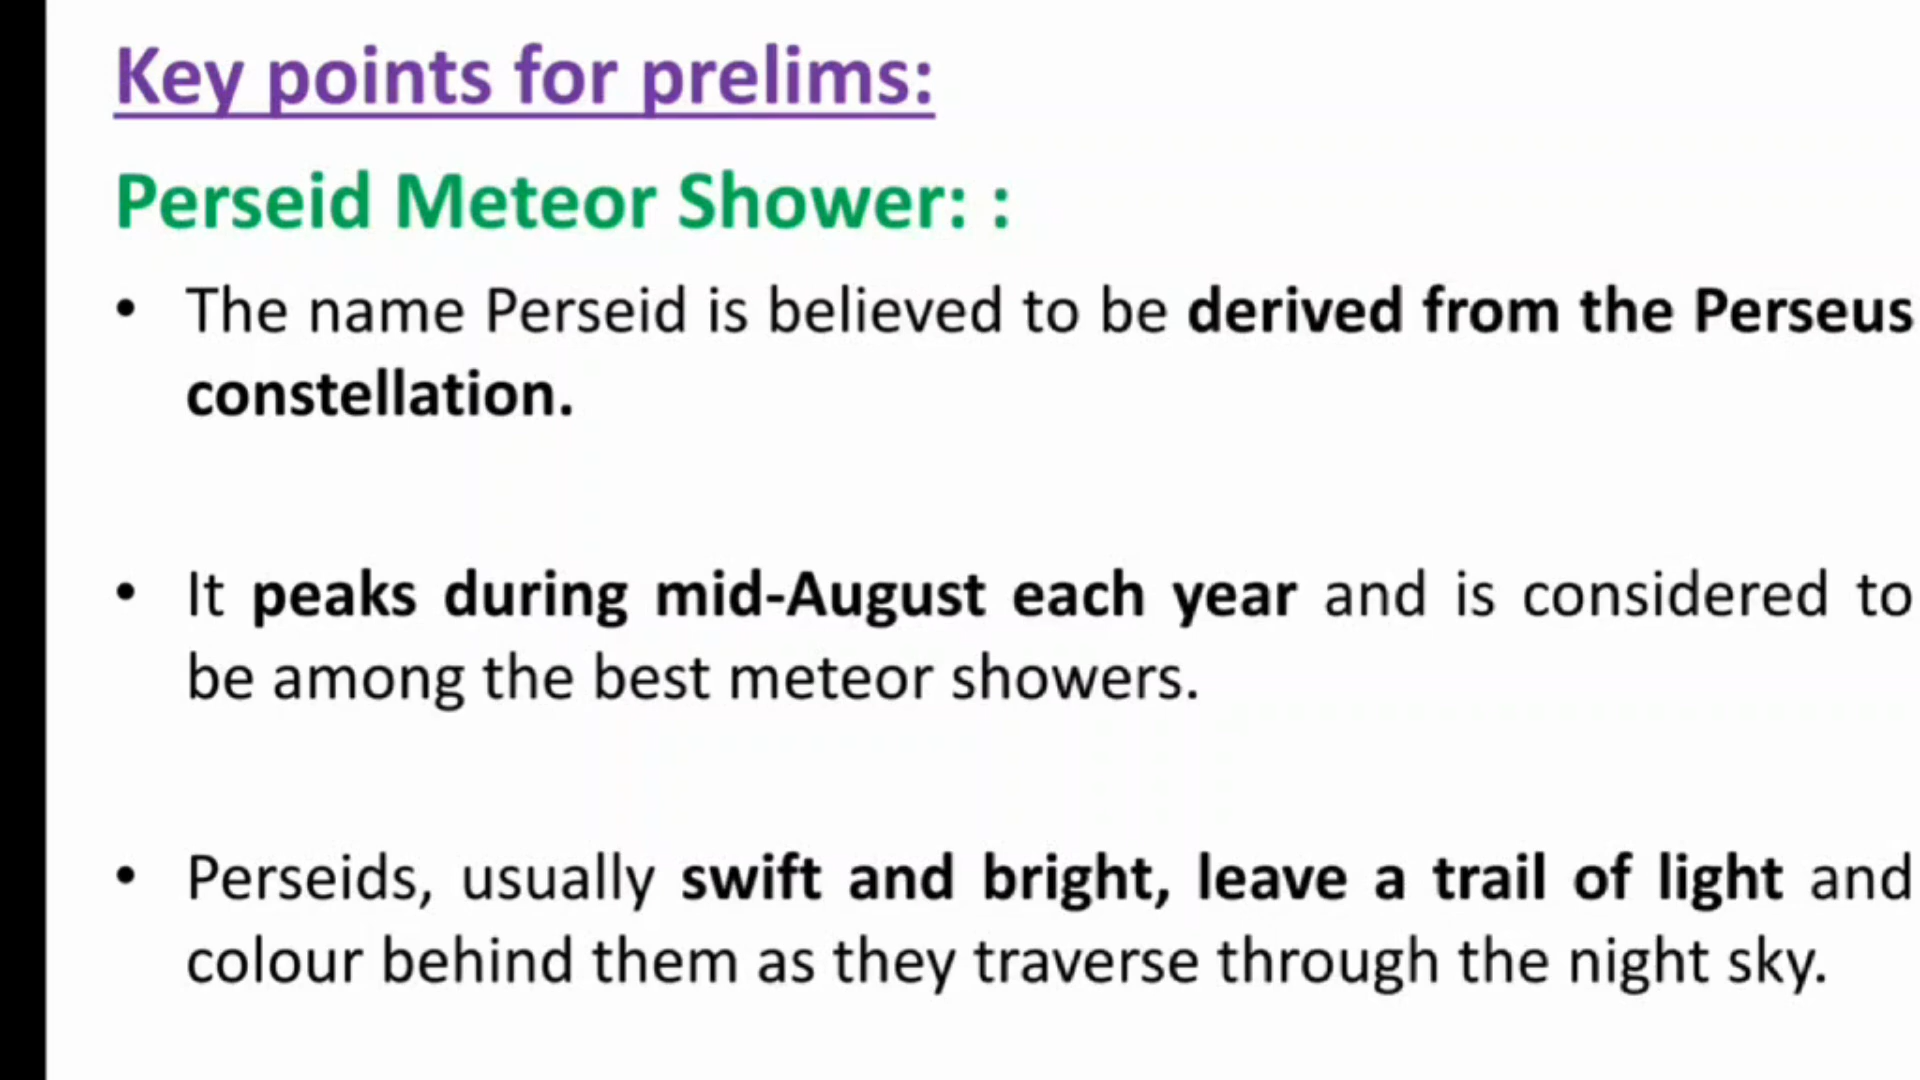 Key points for prelims:
Perseid Meteor Shower: :
• The name Perseid is believed to be derived from the Perseus
constellation.
• It peaks during mid-August each year and is considered to
be among the best meteor showers.
• Perseids, usually swift and bright, leave a trail of light and
colour behind them as they traverse through the night sky.